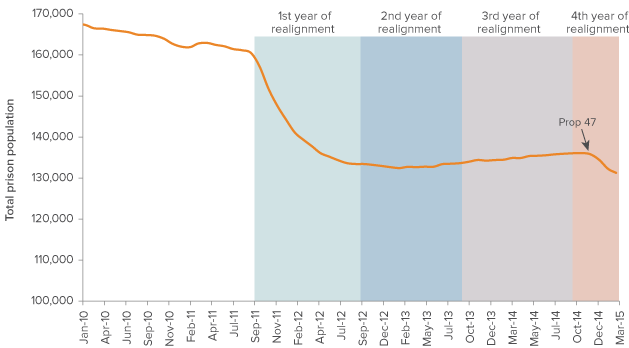 170,000
160,000
150,000
140,000
130,000
120,000
110,000
100,000
Total prison population
1st year of
realignment
2nd year of
realignment
3rd year of
realignment
4th year of
realignment
Prop 47
Jan-10
Apr-10
Jun-10
Sep-10
Nov-10
Feb-11
Apr-11
Jul-11
Sep-11
Nov-11
Feb-12
Apr-12
Jul-12
Sep-12
Dec-12
Feb-13
May-13
Jul-13
Oct-13
Dec-13
Mar-14
May-14
Jul-14
Oct-14
Dec-14
Mar-15